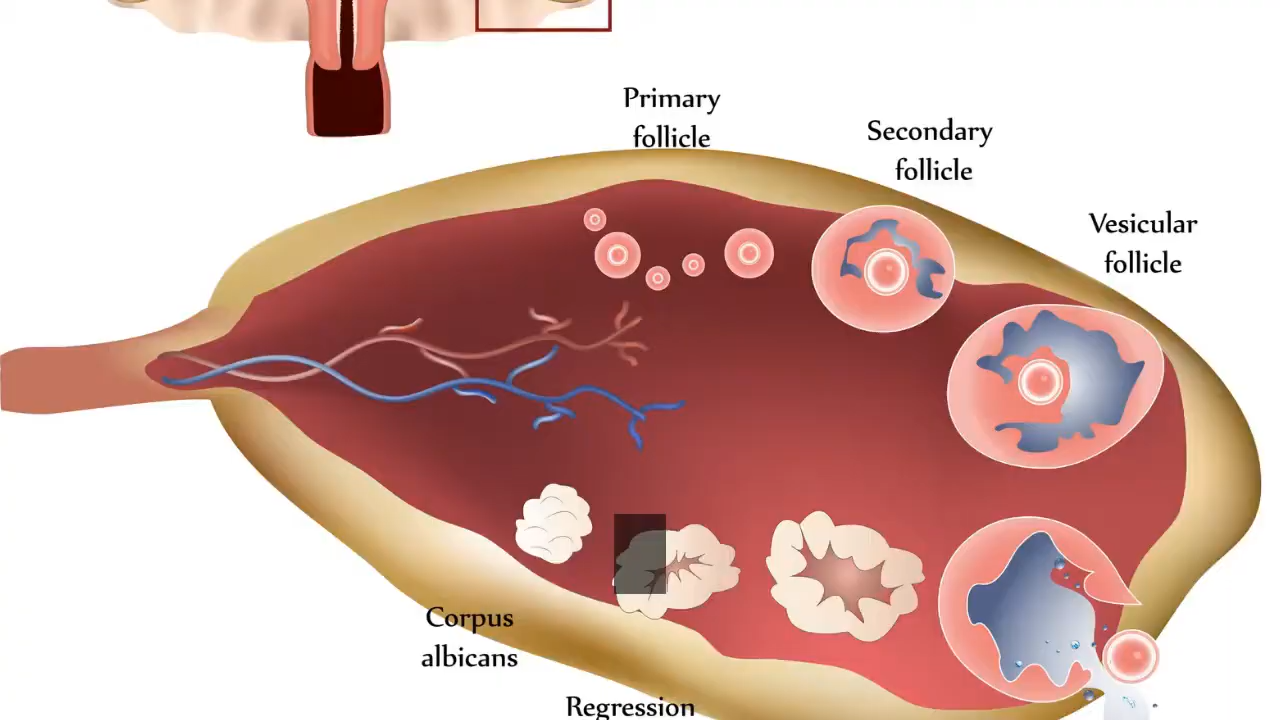 Primary
follicle
Secondary
follicle
Vesicular
follicle
Corpus
albicans
Regression